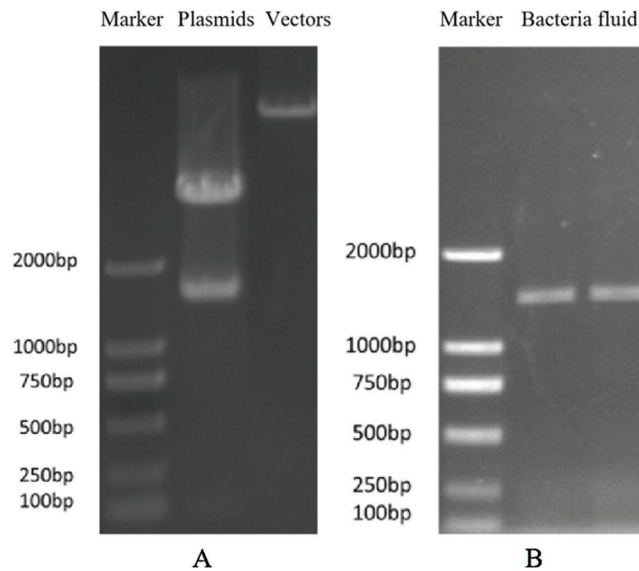 Marker Plasmids Vectors
2000bp
1000bp
750bp
500bp
250bp
100bp
A
Marker Bacteria fluid
2000bp
1000bp
750bp
500bp
250bp
100bp
B